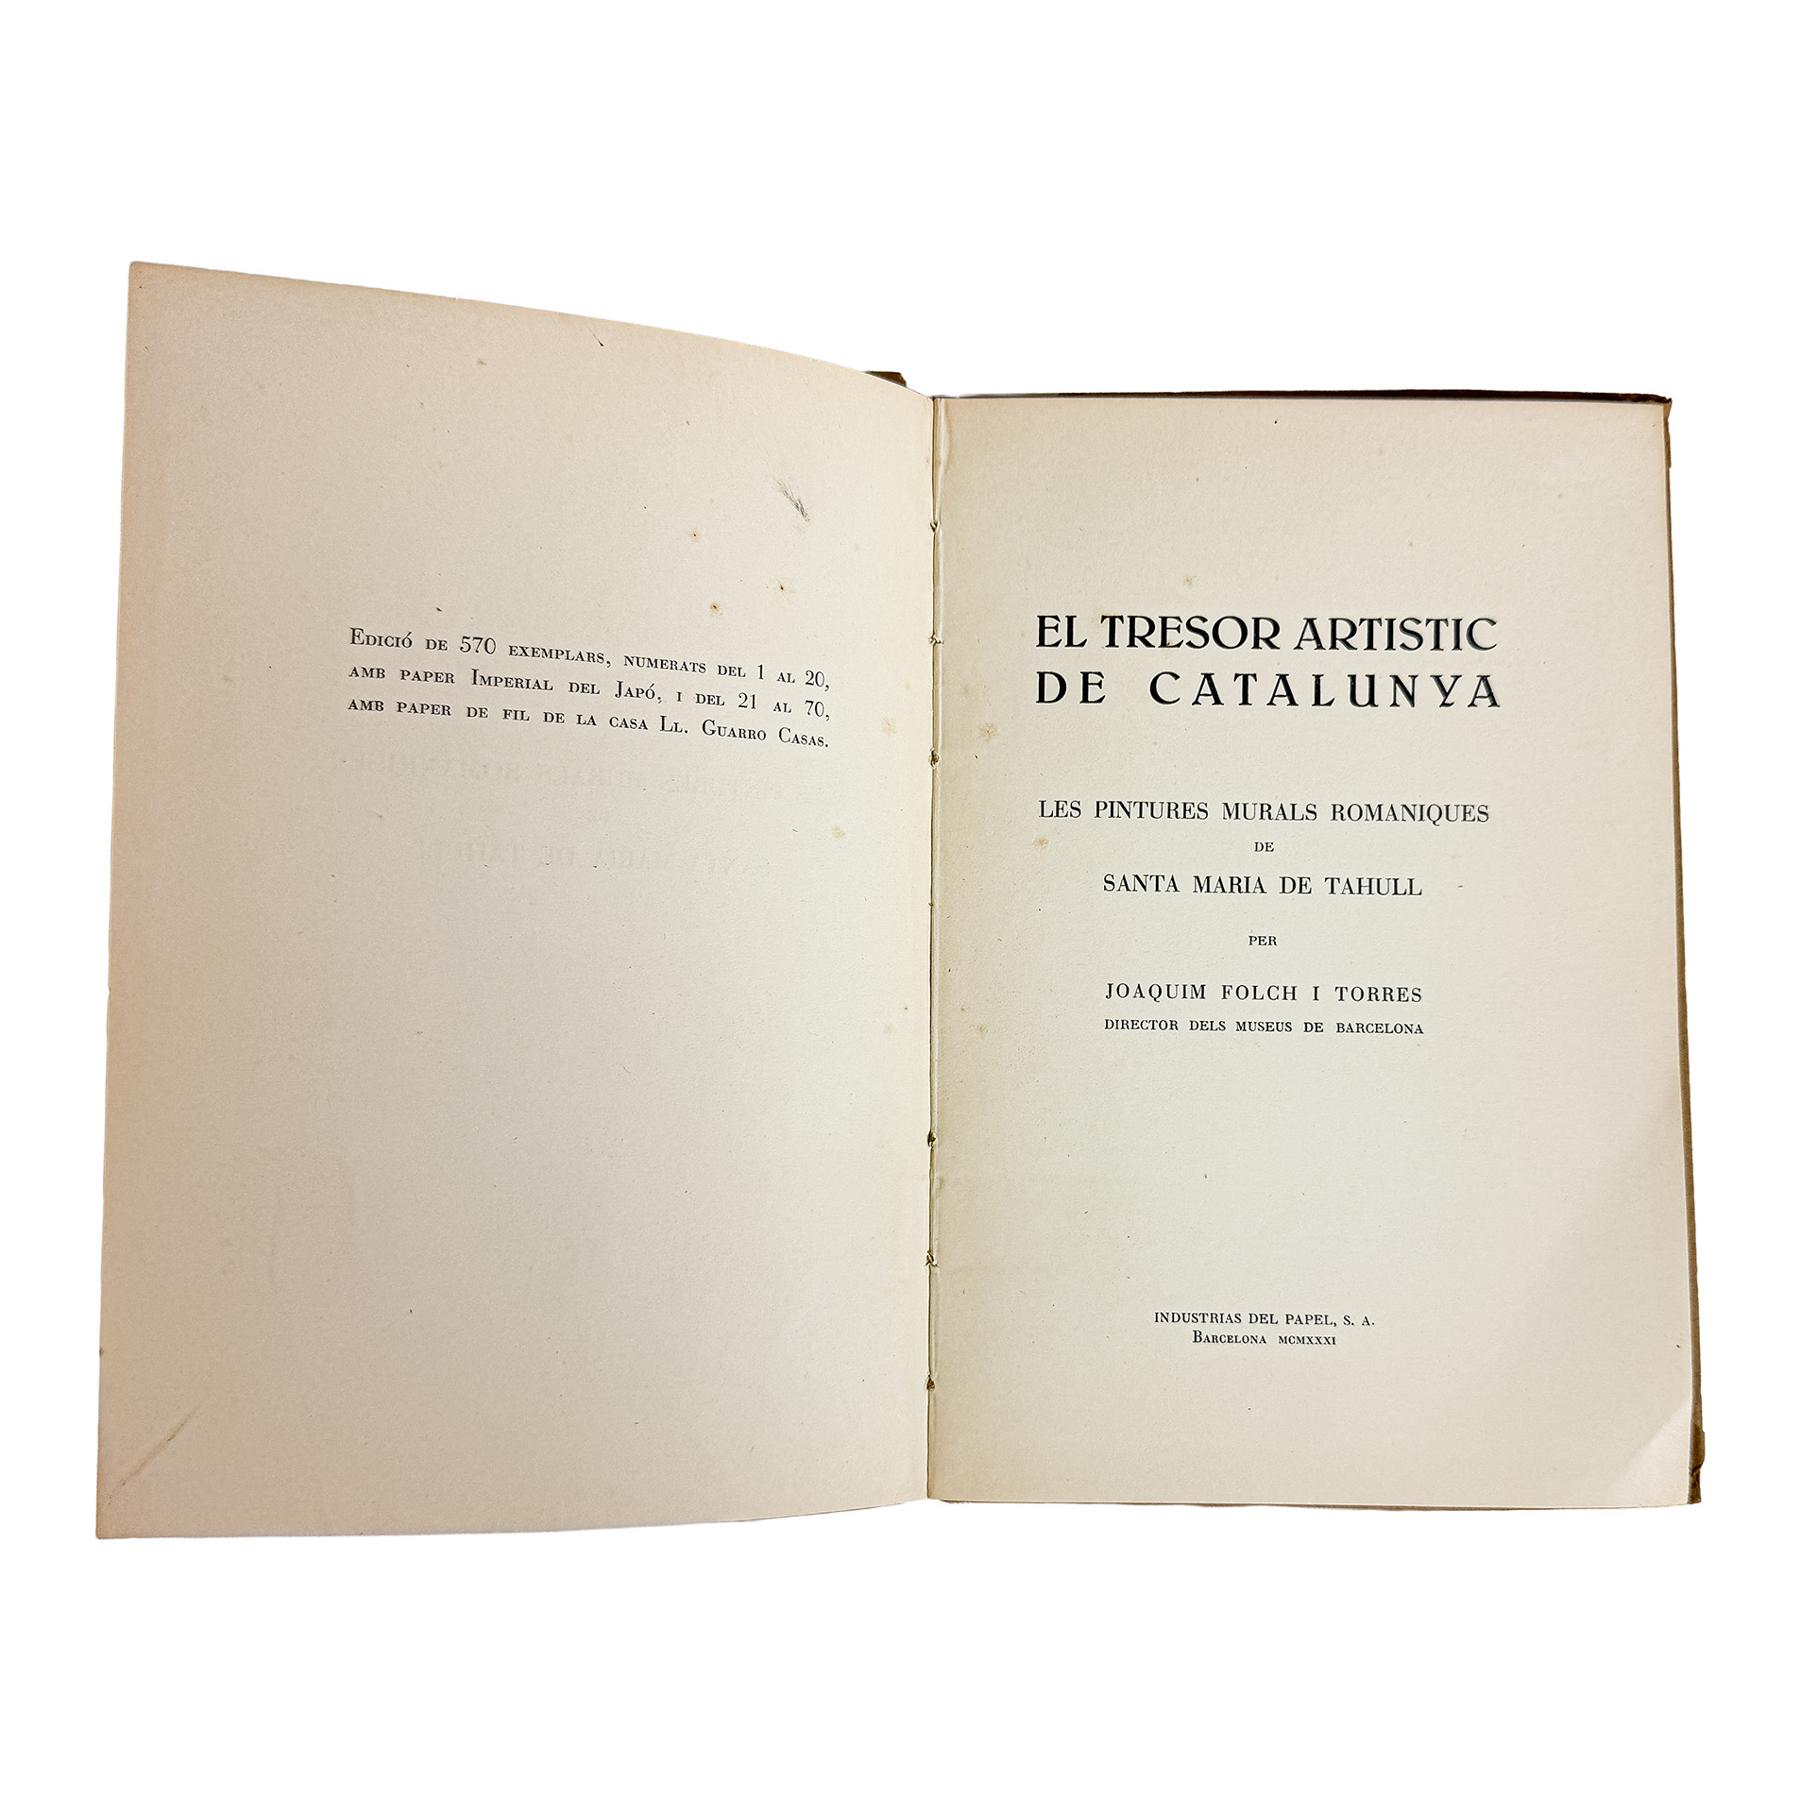 Edició de 570 exemplars, numerats del 1 al 20,
amb paper Imperial del Japó, i del 21 al 70,
amb paper de fil de la casa Ll. Guarro Casas.
EL TRESOR ARTISTIC
DE CATALUNYA
LES PINTURES MURALS ROMANIQUES
DE
SANTA MARIA DE TAHULL
PER
JOAQUIM FOLCH I TORRES
DIRECTOR DELS MUSEUS DE BARCELONA
INDUSTRIAS DEL PAPEL, S. A.
Barcelona MCMXXXI